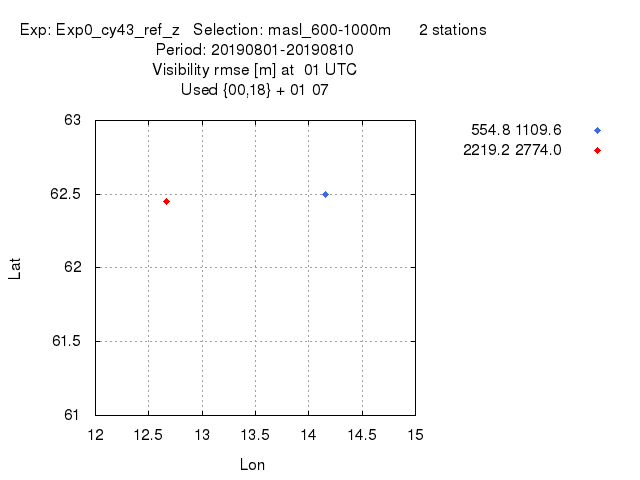 Exp: Exp0_cy43_ref_z   Selection: masl_600-1000m      2 stations
Period: 20190801-20190810
Visibility rmse [m] at  01 UTC
Used {00,18} + 01 07
554.8 1109.6
2219.2 2774.0
63
62.5
62
61.5
61
Lat
12 12.5 13 13.5 14 14.5 15
Lon